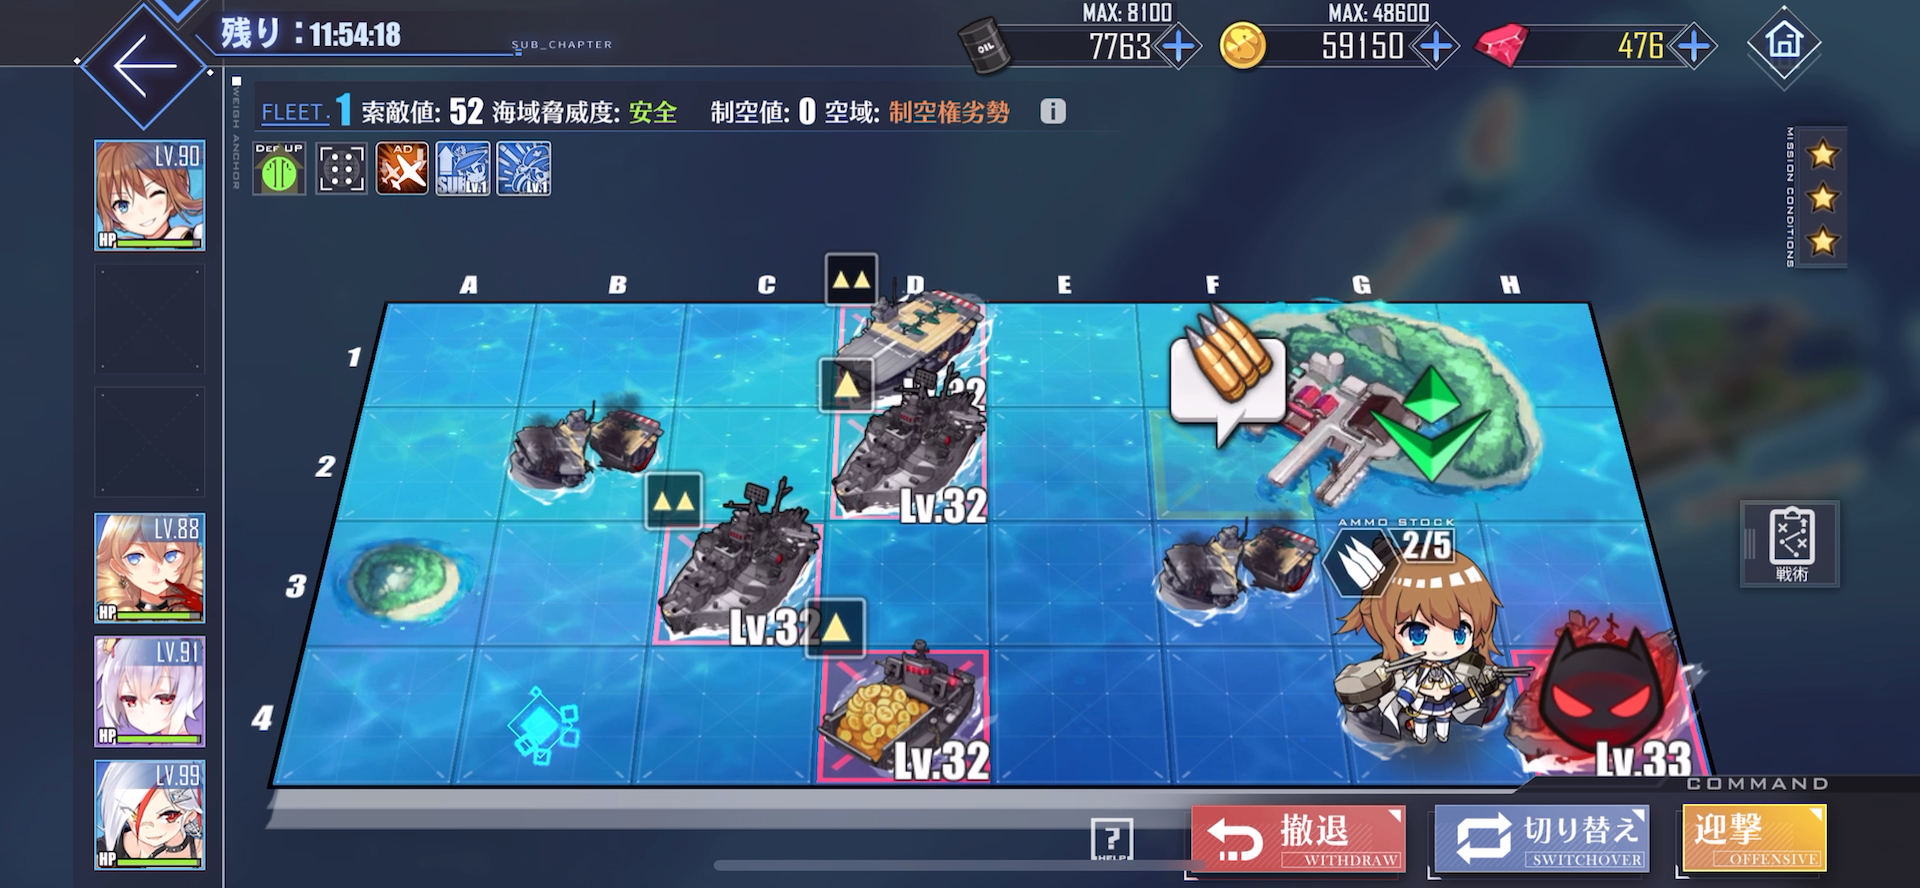 残り：11:54:18
SUB_CHAPTER
MAX: 8100
7763
MAX: 48600
59150
476
OIL
WEIGH ANCHOR
FLEET. 1 索敵値: 52 海域脅威度: 安全 制空値: 0 空域: 制空権劣勢
DEF UP
AD
SUB LV.1
LV.1
MISSION CONDITIONS
LV.90
HP
LV.88
HP
LV.91
HP
LV.99
HP
A B C D E F G H
1
2
3
4
Lv.32
Lv.32
Lv.32
AMMO STOCK
2/5
Lv.33
戦術
COMMAND
?
HELP
撤退
WITHDRAW
切り替え
SWITCHOVER
迎撃
OFFENSIVE